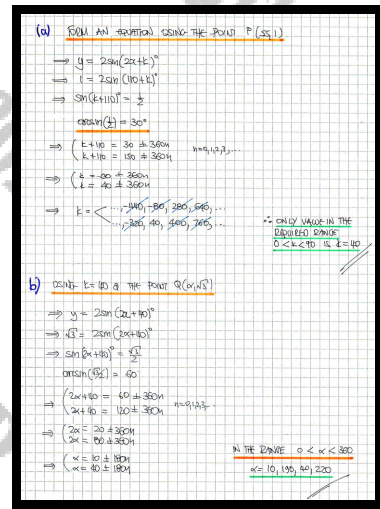 (a) FORM AN EQUATION USING THE POINT P(55,1)
⇒ y = 2sin(2x+k)°
⇒ 1 = 2sin(110+k)°
⇒ sin(k+110)° = 1/2
arcsin(1/2) = 30°
⇒ ( k+110 = 30 ± 360n
( k+110 = 150 ± 360n n=0,1,2,3,...
⇒ ( k = -80 ± 360n
( k = 40 ± 360n
⇒ k = < ..., -440, -80, 280, 640, ...
..., -320, 40, 400, 760, ...
∴ ONLY VALUE IN THE
REQUIRED RANGE
0 < k < 90 IS k=40
b) USING k=40 & THE POINT Q(α,√3)
⇒ y = 2sin(2x+40)°
⇒ √3 = 2sin(2α+40)°
⇒ sin(2α+40)° = √3/2
arcsin(√3/2) = 60
⇒ ( 2α+40 = 60 ± 360n
( 2α+40 = 120 ± 360n n=0,1,2,3,...
⇒ ( 2α = 20 ± 360n
( 2α = 80 ± 360n
⇒ ( α = 10 ± 180n
( α = 40 ± 180n
IN THE RANGE 0 < α < 360
α = 10, 190, 40, 220